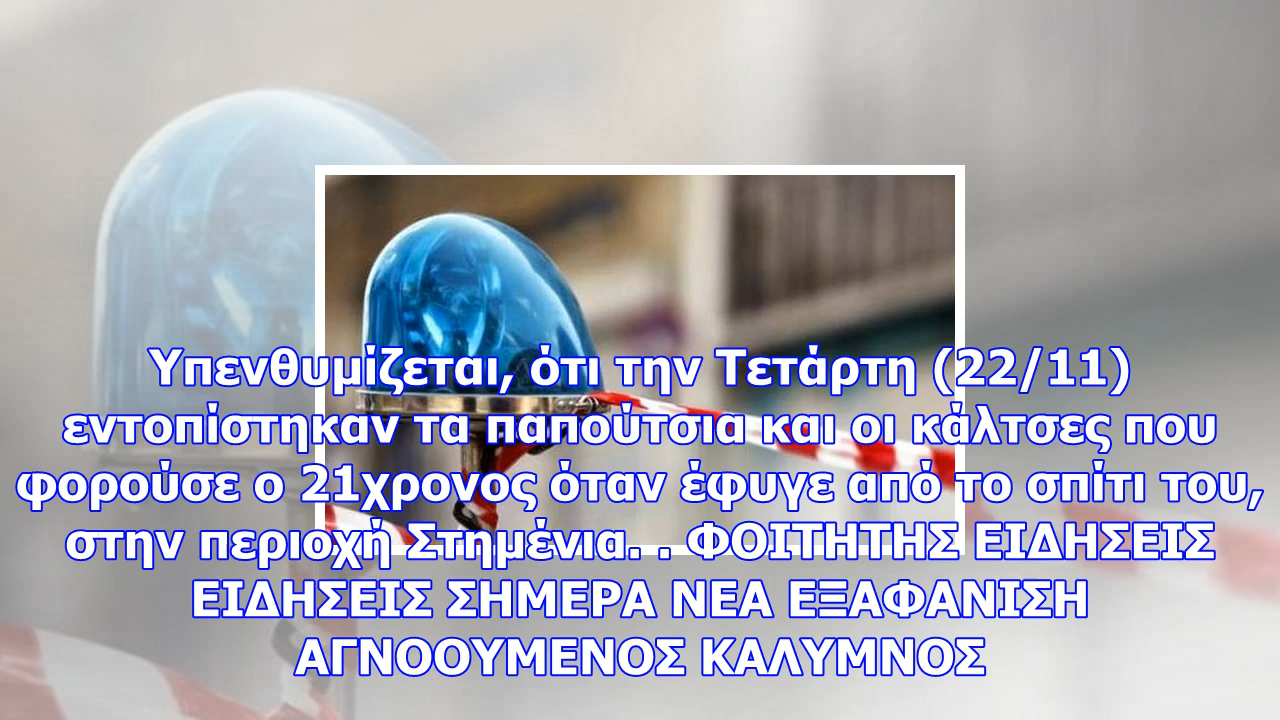 Υπενθυμίζεται, ότι την Τετάρτη (22/11)
εντοπίστηκαν τα παπούτσια και οι κάλτσες που
φορούσε ο 21χρονος όταν έφυγε από το σπίτι του,
στην περιοχή Στημένια. . ΦΟΙΤΗΤΗΣ ΕΙΔΗΣΕΙΣ
ΕΙΔΗΣΕΙΣ ΣΗΜΕΡΑ ΝΕΑ ΕΞΑΦΑΝΙΣΗ
ΑΓΝΟΟΥΜΕΝΟΣ ΚΑΛΥΜΝΟΣ